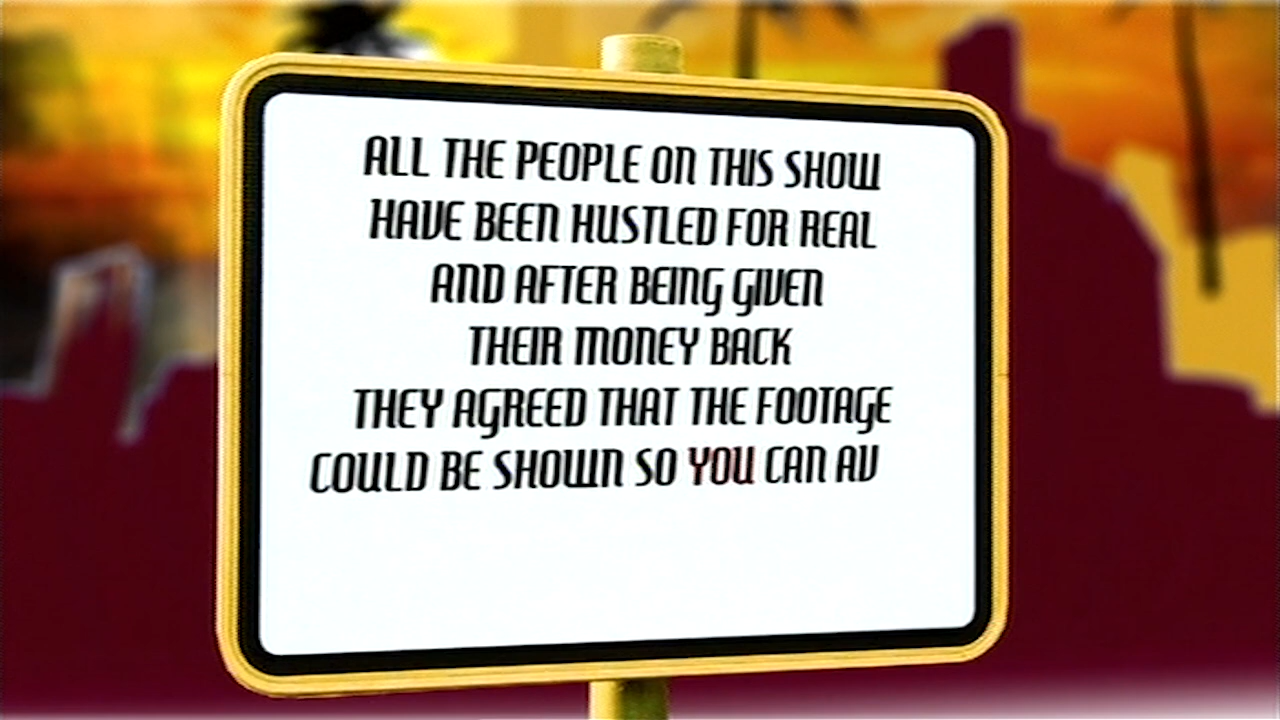 ALL THE PEOPLE ON THIS SHOW
HAVE BEEN HUSTLED FOR REAL
AND AFTER BEING GIVEN
THEIR MONEY BACK
THEY AGREED THAT THE FOOTAGE
COULD BE SHOWN SO YOU CAN AV